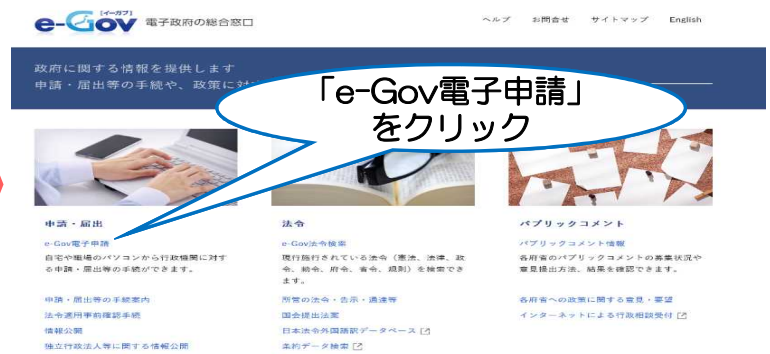 [イーガブ]
e-Gov 電子政府の総合窓口
ヘルプ お問合せ サイトマップ English
政府に関する情報を提供します
申請・届出等の手続や、政策に対
「e-Gov電子申請」
をクリック
申請・届出
e-Gov電子申請
自宅や職場のパソコンから行政機関に対す
る申請・届出等の手続ができます。
申請・届出等の手続案内
法令適用事前確認手続
情報公開
独立行政法人等に関する情報公開
法令
e-Gov法令検索
現行施行されている法令（憲法、法律、政
令、勅令、府令、省令、規則）を検索でき
ます。
所管の法令・告示・通達等
国会提出法案
日本法令外国語訳データベース
条約データ検索
パブリックコメント
パブリックコメント情報
各府省のパブリックコメントの募集状況や
意見提出方法、結果を確認できます。
各府省への政策に関する意見・要望
インターネットによる行政相談受付